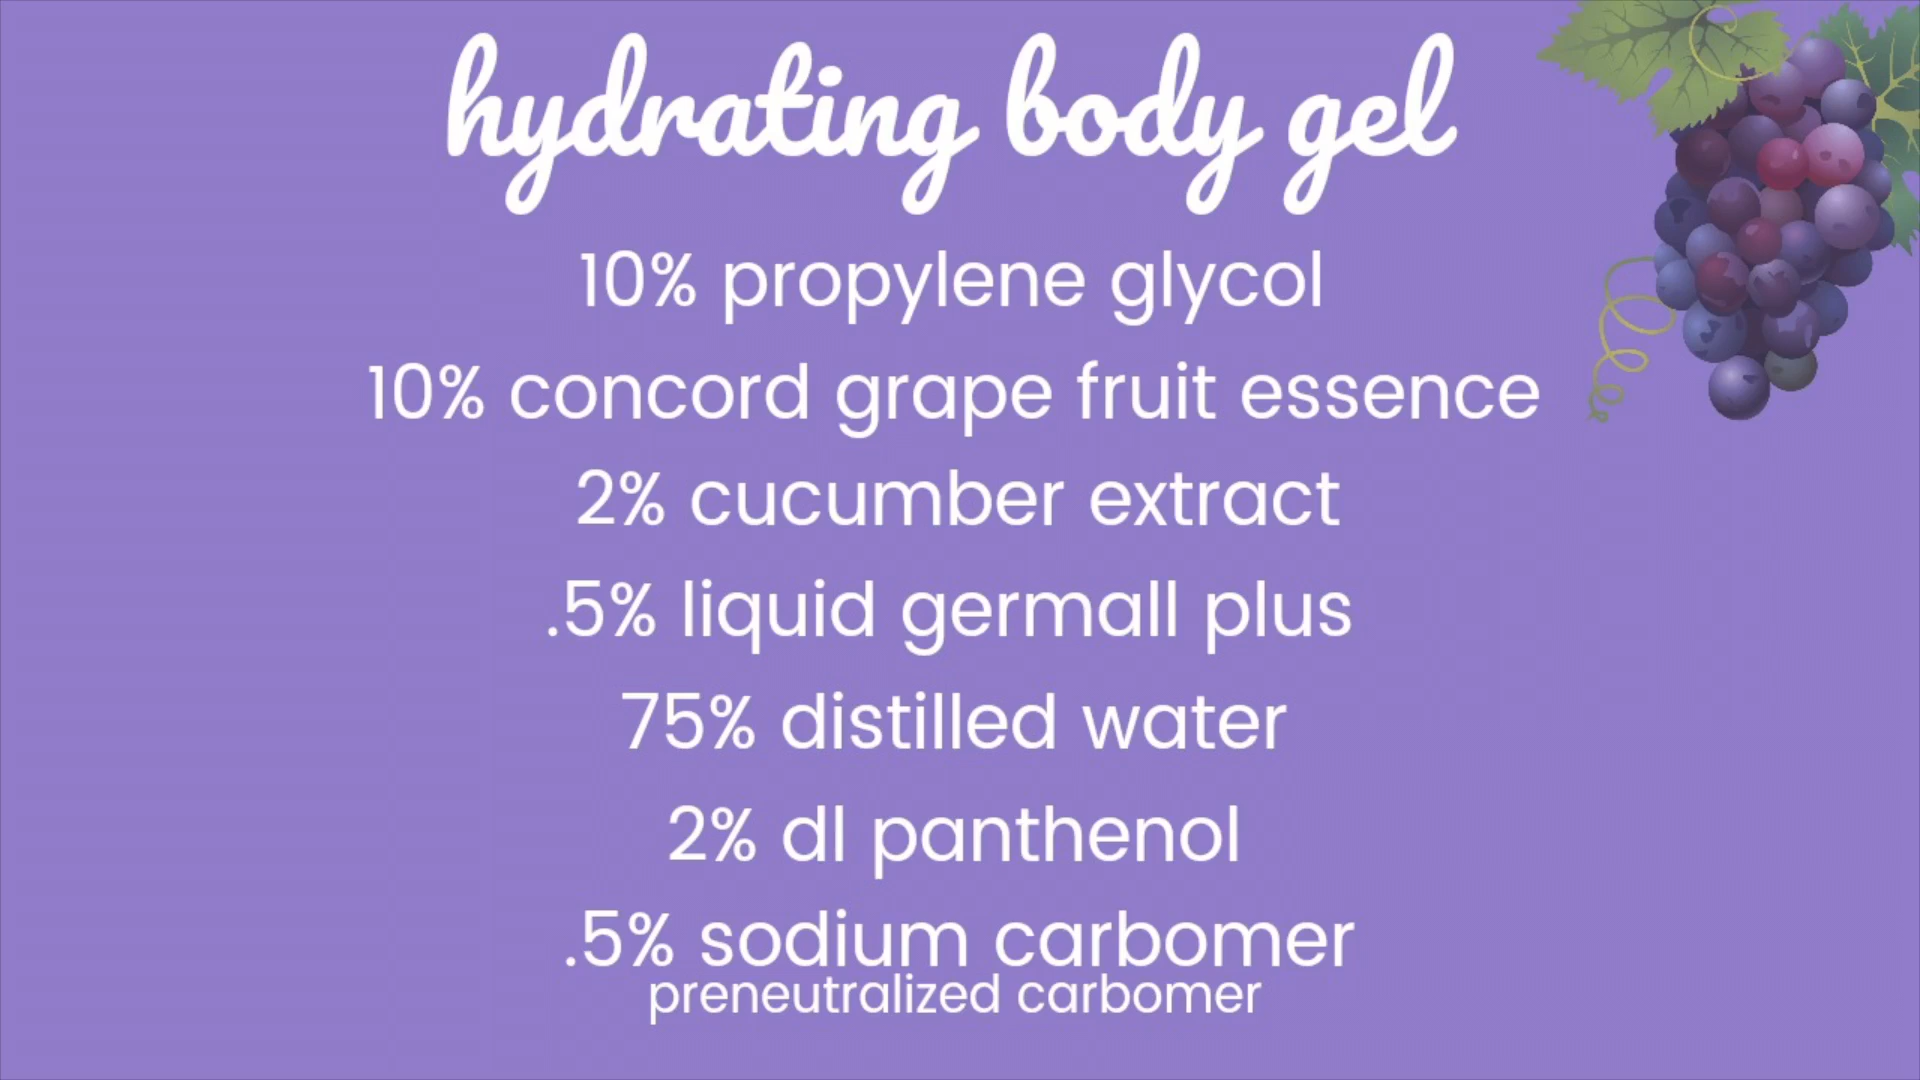 hydrating body gel
10% propylene glycol
10% concord grape fruit essence
2% cucumber extract
.5% liquid germall plus
75% distilled water
2% dl panthenol
.5% sodium carbomer
preneutralized carbomer